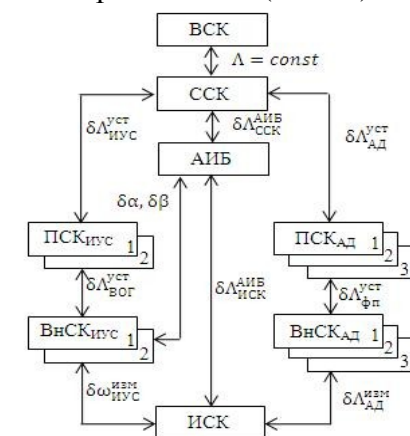 ВСК
Λ = const
ССК
δΛ^уст_ИУС
δΛ^АИБ_ССК
δΛ^уст_АД
АИБ
δα, δβ
ПСК_ИУС 1
2
ПСК_АД 1
2
3
δΛ^уст_ВОГ
δΛ^АИБ_ИСК
δΛ^уст_фп
ВнСК_ИУС 1
2
ВнСК_АД 1
2
3
δω^изм_ИУС
δΛ^изм_АД
ИСК